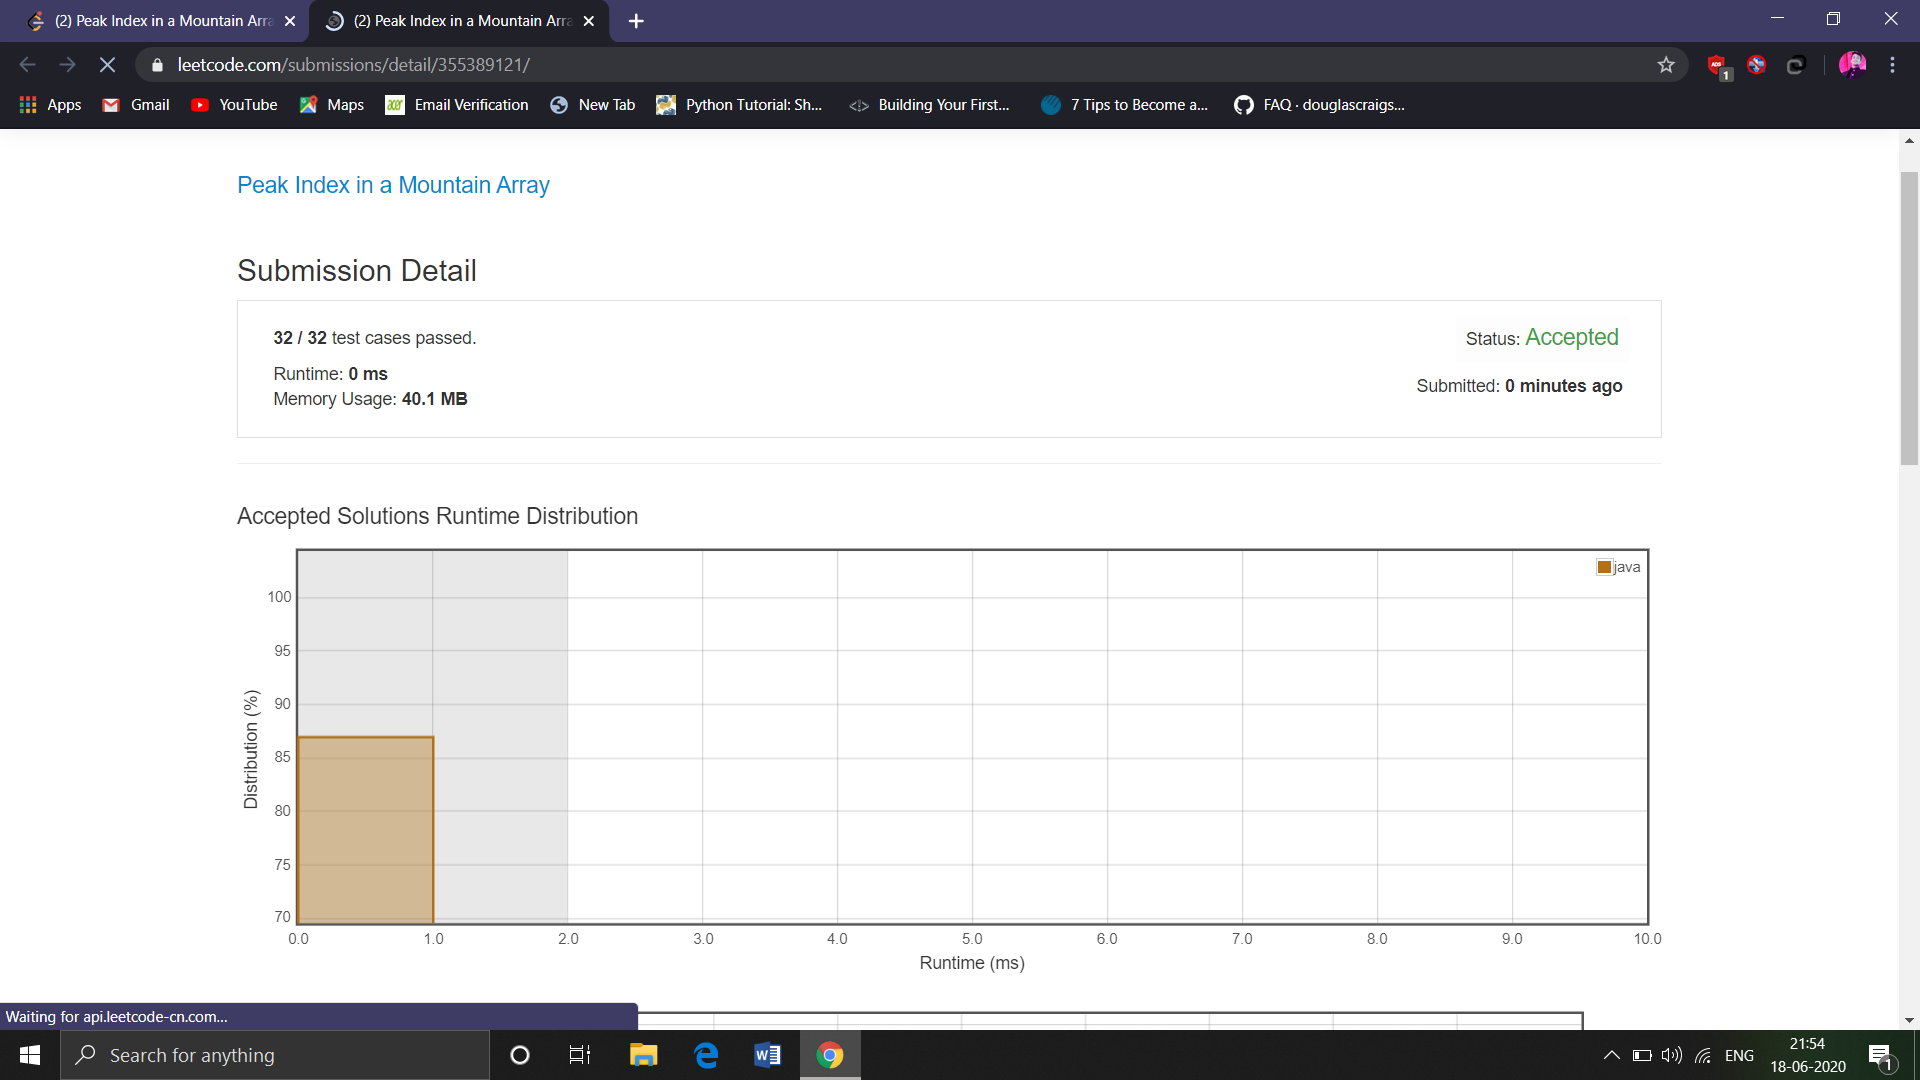 (2) Peak Index in a Mountain Arra
(2) Peak Index in a Mountain Arra
leetcode.com/submissions/detail/355389121/
ADS
1
Apps
Gmail
YouTube
Maps
acer
Email Verification
New Tab
Python Tutorial: Sh...
Building Your First...
7 Tips to Become a...
FAQ · douglascraigs...
Peak Index in a Mountain Array
Submission Detail
32 / 32 test cases passed.
Status: Accepted
Runtime: 0 ms
Submitted: 0 minutes ago
Memory Usage: 40.1 MB
Accepted Solutions Runtime Distribution
java
100
95
90
85
80
75
70
Distribution (%)
0.0 1.0 2.0 3.0 4.0 5.0 6.0 7.0 8.0 9.0 10.0
Runtime (ms)
Waiting for api.leetcode-cn.com...
Search for anything
ENG
21:54
18-06-2020
1